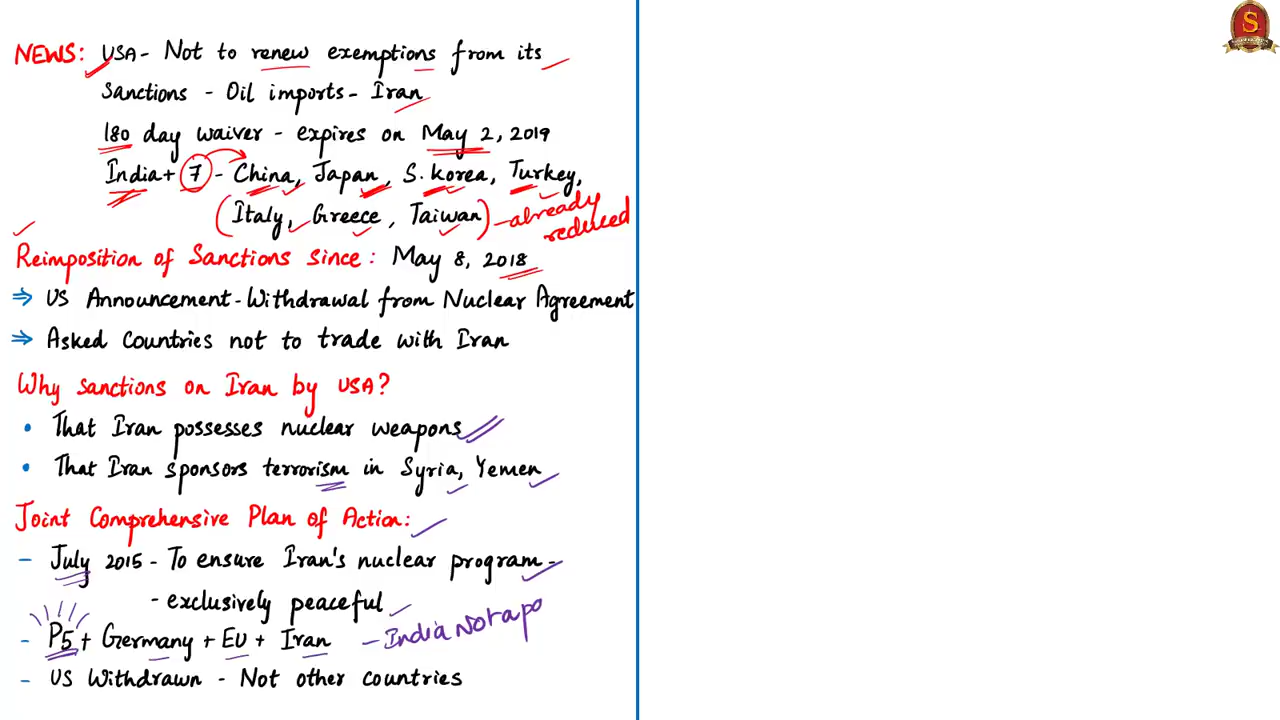 NEWS: USA - Not to renew exemptions from its
Sanctions - Oil imports - Iran
180 day waiver - expires on May 2, 2019
India + 7 - China, Japan, S. Korea, Turkey,
(Italy, Greece, Taiwan) - already reduced
Reimposition of Sanctions since: May 8, 2018
⇒ US Announcement - Withdrawal from Nuclear Agreement
⇒ Asked Countries not to trade with Iran
Why sanctions on Iran by USA?
• That Iran possesses nuclear weapons
• That Iran sponsors terrorism in Syria, Yemen
Joint Comprehensive Plan of Action:
- July 2015 - To ensure Iran's nuclear program -
- exclusively peaceful
- P5 + Germany + EU + Iran - India Not a po
- US Withdrawn - Not other countries
S